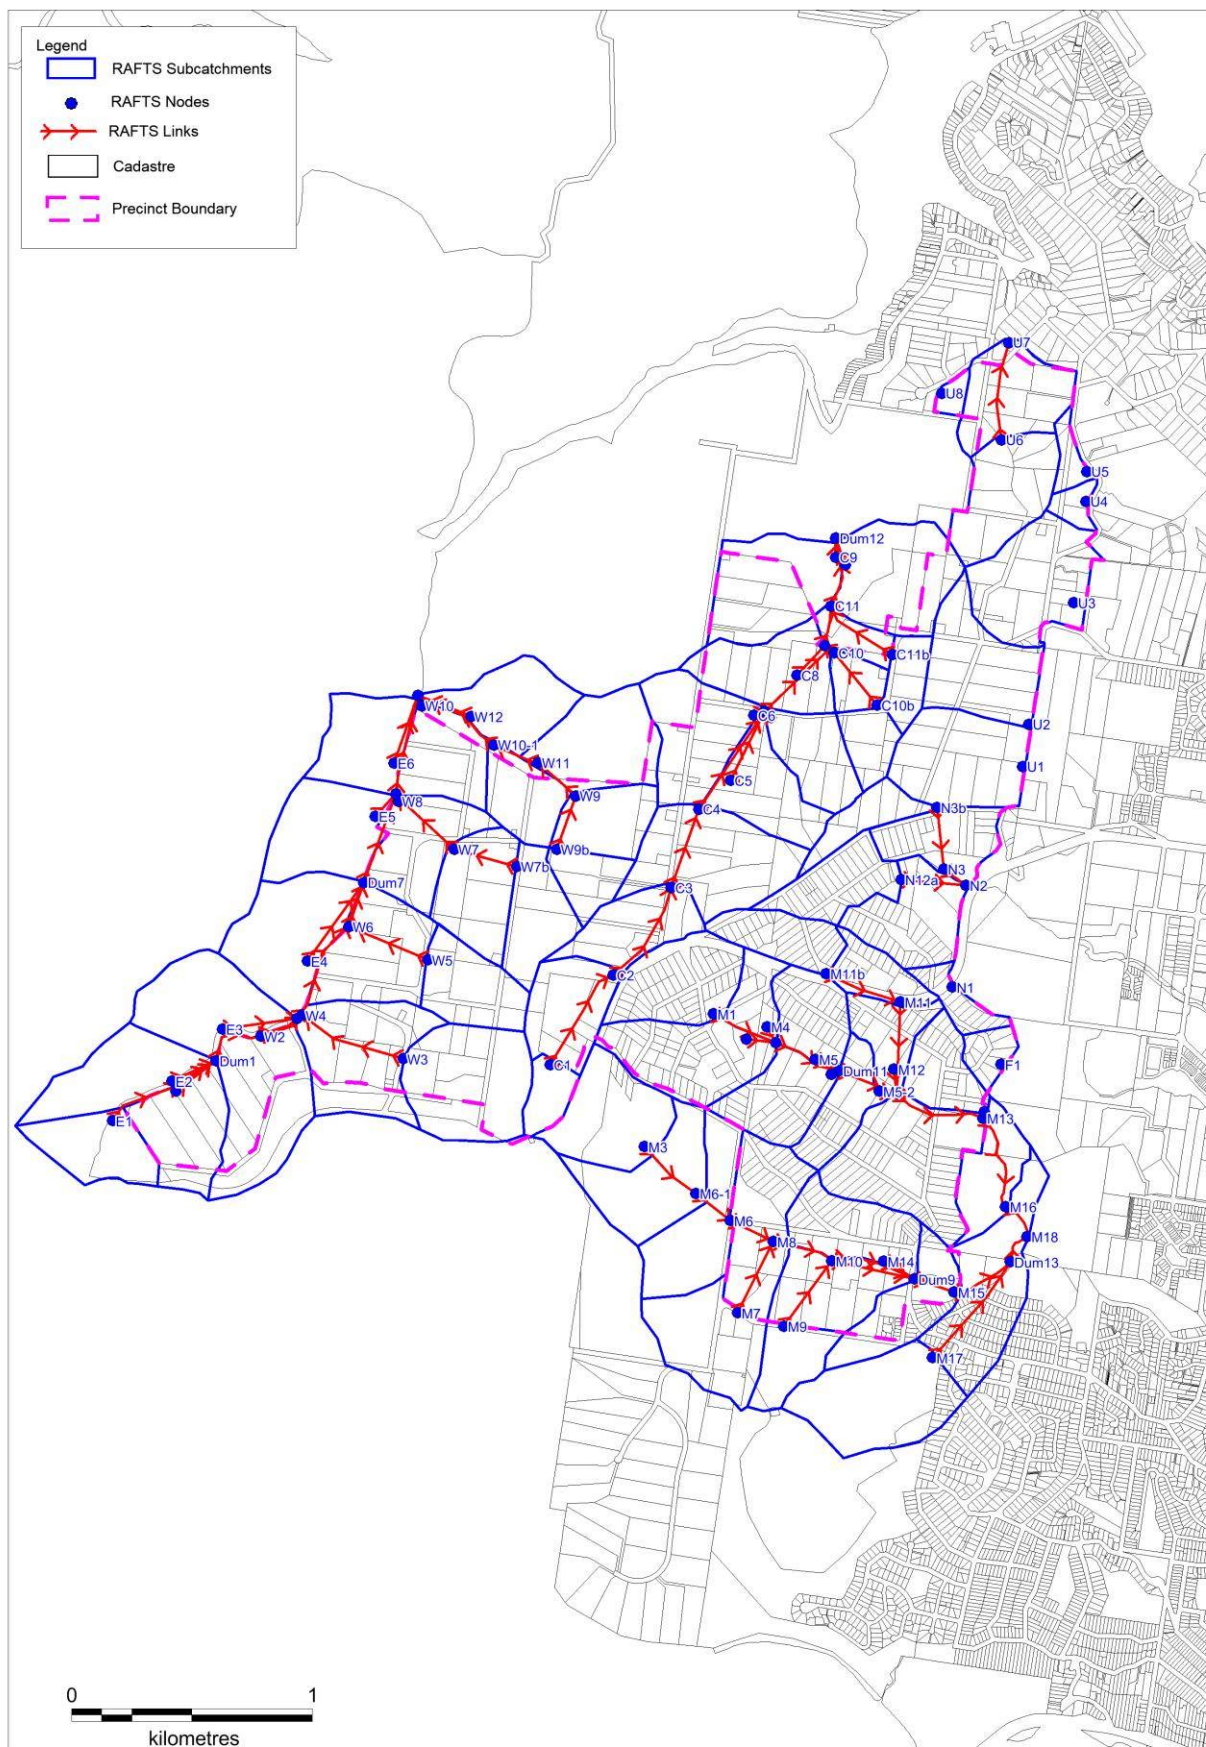 Legend
RAFTS Subcatchments
RAFTS Nodes
RAFTS Links
Cadastre
Precinct Boundary
U7
U8
U6
U5
U4
Dum12
C9
U3
C11
C10
C11b
C8
W10
W12
C6
C10b
U2
W10-1
E6
W11
U1
C5
W8
W9
C4
N3b
E5
W7
W9b
W7b
N3
Dum7
C3
N12a
N2
W6
E4
W5
C2
M11b
N1
M11
W4
M1
M4
E3
W2
Dum1
W3
C1
M5
F1
E2
Dum11
M12
M5-2
E1
M13
M3
M6-1
M16
M6
M18
M8
M10
M14
Dum13
Dum9
M15
M7
M9
M17
0 1
kilometres